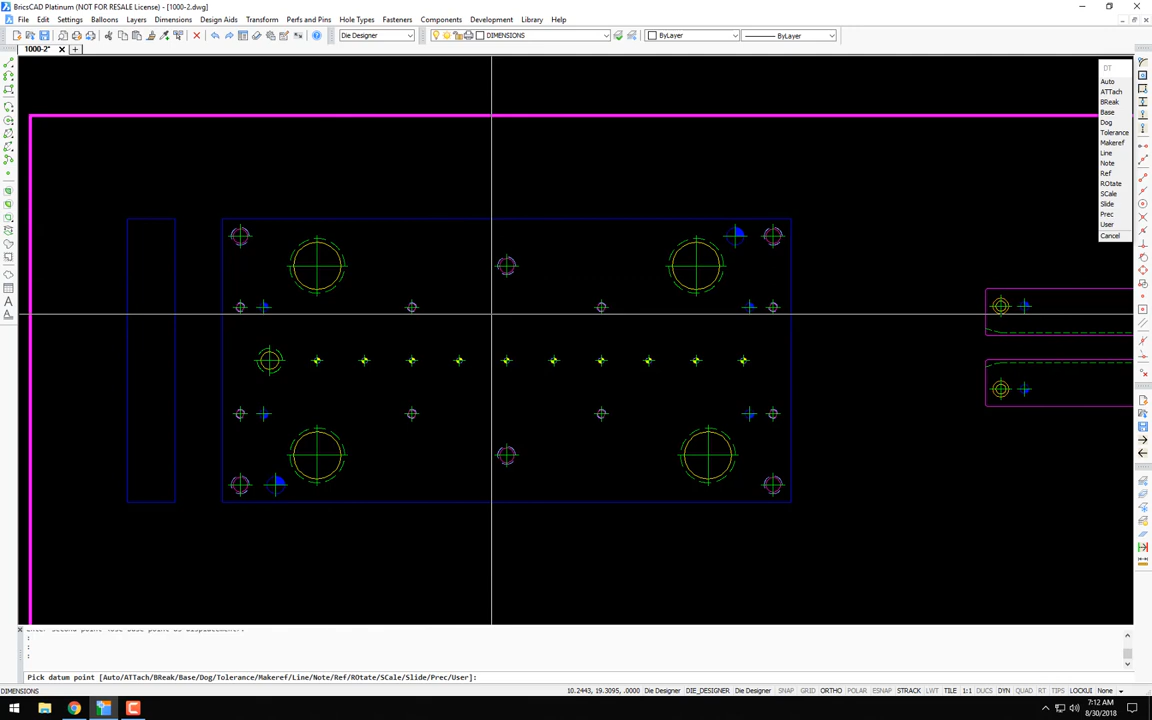 BricsCAD Platinum (NOT FOR RESALE License) - [1000-2.dwg]
File Edit Settings Balloons Layers Dimensions Design Aids Transform Perfs and Pins Hole Types Fasteners Components Development Library Help
Die Designer DIMENSIONS ByLayer ByLayer
1000-2*
DT
Auto
ATTach
BReak
Base
Dog
Tolerance
Makeref
Line
Note
Ref
ROtate
SCale
Slide
Prec
User
Cancel
:
:
:
Pick datum point [Auto/ATTach/BReak/Base/Dog/Tolerance/Makeref/Line/Note/Ref/ROtate/SCale/Slide/Prec/User]:
DIMENSIONS 10.2443, 19.3095, .0000 Die Designer DIE_DESIGNER Die Designer SNAP GRID ORTHO POLAR ESNAP STRACK LWT TILE 1:1 DUCS DYN QUAD RT TIPS LOCKUI None
7:12 AM
8/30/2018